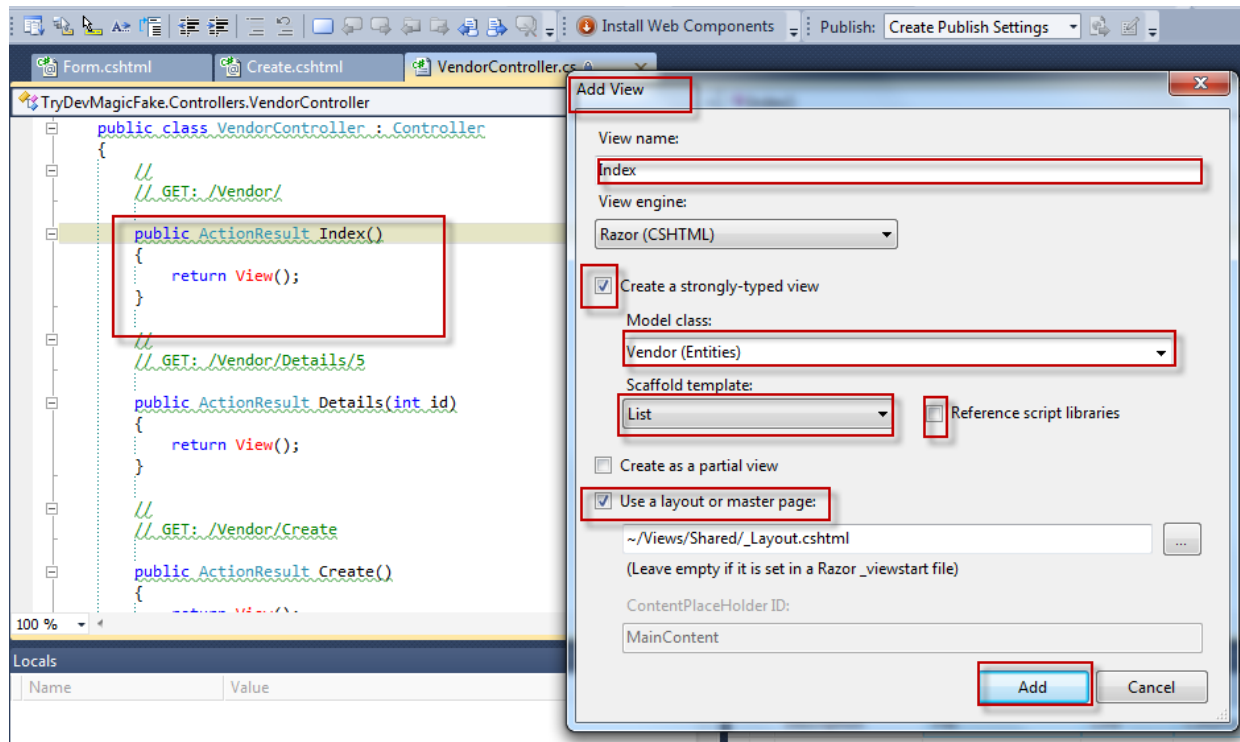 Install Web Components Publish: Create Publish Settings
Form.cshtml Create.cshtml VendorController.cs
TryDevMagicFake.Controllers.VendorController
public class VendorController : Controller
{
//
// GET: /Vendor/
public ActionResult Index()
{
return View();
}
//
// GET: /Vendor/Details/5
public ActionResult Details(int id)
{
return View();
}
//
// GET: /Vendor/Create
public ActionResult Create()
{
return View();
100 %
Locals
Name Value
Add View
View name:
Index
View engine:
Razor (CSHTML)
Create a strongly-typed view
Model class:
Vendor (Entities)
Scaffold template:
List Reference script libraries
Create as a partial view
Use a layout or master page:
~/Views/Shared/_Layout.cshtml ...
(Leave empty if it is set in a Razor _viewstart file)
ContentPlaceHolder ID:
MainContent
Add Cancel